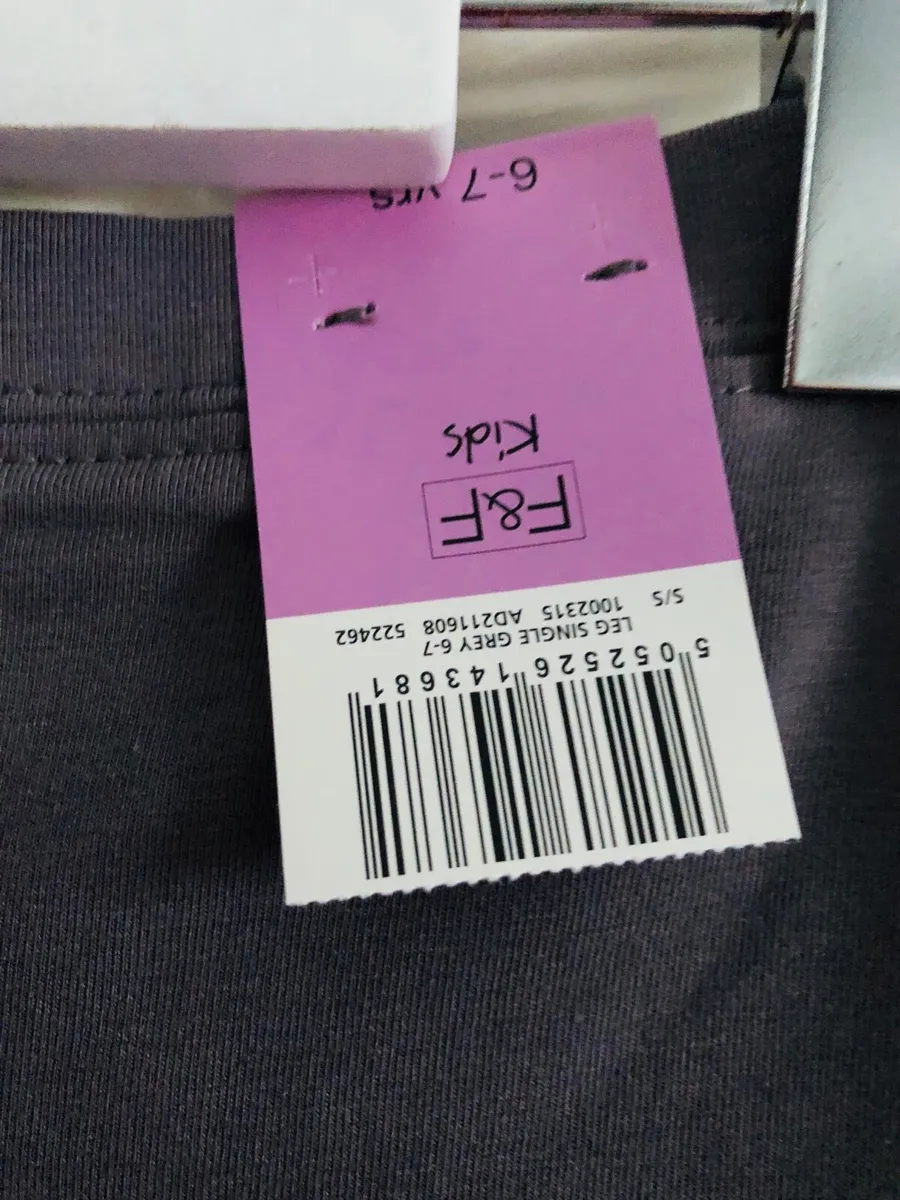 S/S 1002315 AD211608 522462
LEG SINGLE GREY 6-7
5 052526 143681
F&F
Kids
6-7 yrs